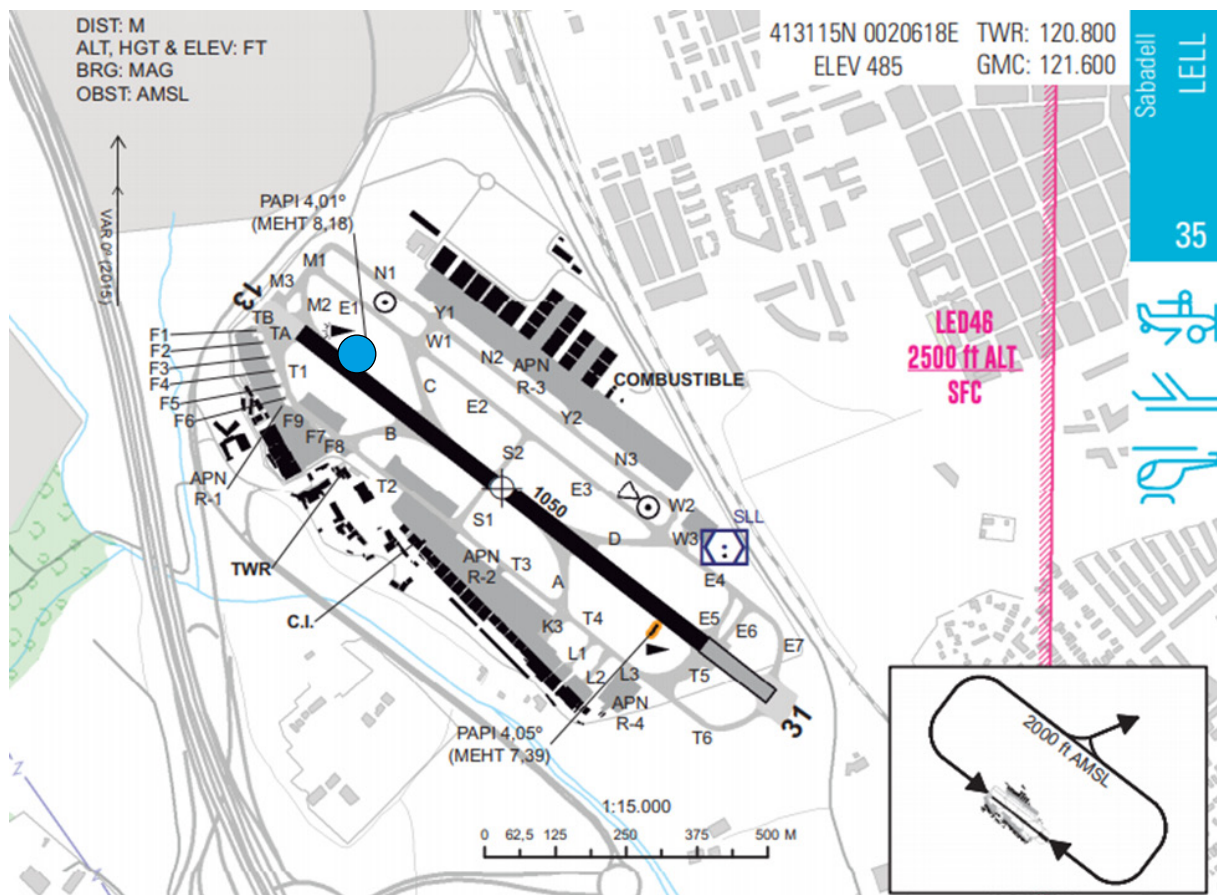 DIST: M
ALT, HGT & ELEV: FT
BRG: MAG
OBST: AMSL
413115N 0020618E
ELEV 485
TWR: 120.800
GMC: 121.600
Sabadell
LELL
35
VAR 0º (2015)
PAPI 4,01º
(MEHT 8,18)
M1
M3
N1
13
M2
E1
TB
TA
Y1
W1
F1
F2
F3
F4
F5
F6
T1
N2
APN
R-3
COMBUSTIBLE
LED46
2500 ft ALT
SFC
C
E2
Y2
F9
F7
F8
B
S2
N3
APN
R-1
T2
E3
1050
W2
SLL
W3
S1
D
TWR
APN
R-2
T3
A
E4
C.I.
K3
T4
E5
E6
E7
L1
L2
L3
T5
APN
R-4
31
T6
PAPI 4,05º
(MEHT 7,39)
2000 ft AMSL
1:15.000
0 62,5 125 250 375 500 M